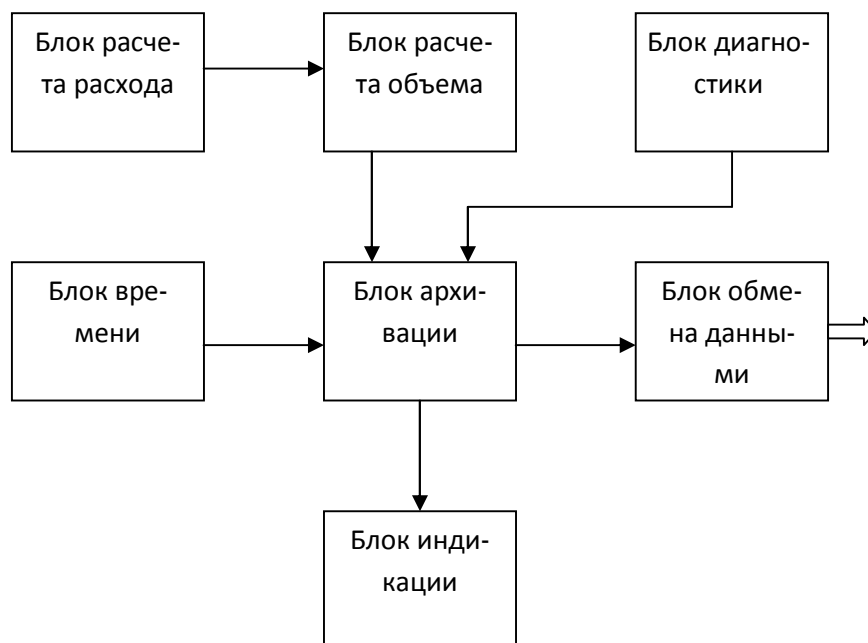 Блок расче-
та расхода
Блок расче-
та объема
Блок диагно-
стики
Блок вре-
мени
Блок архи-
вации
Блок обме-
на данны-
ми
Блок инди-
кации